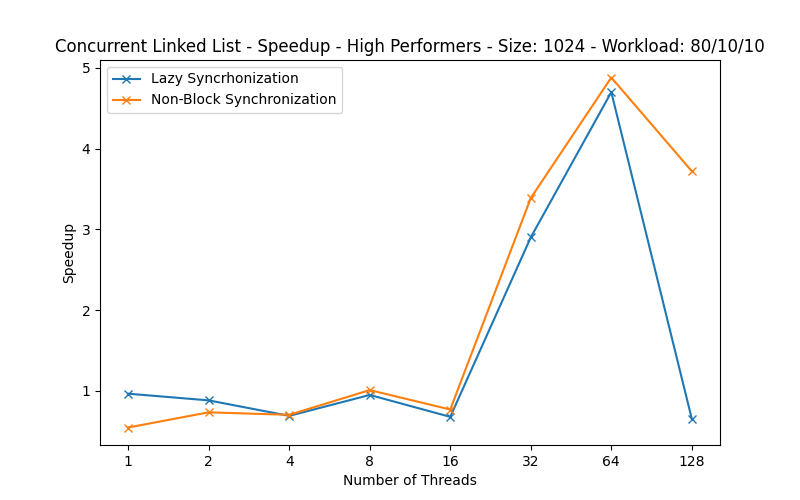 Concurrent Linked List - Speedup - High Performers - Size: 1024 - Workload: 80/10/10
Lazy Syncrhonization
Non-Block Synchronization
5
4
3
2
1
Speedup
1 2 4 8 16 32 64 128
Number of Threads